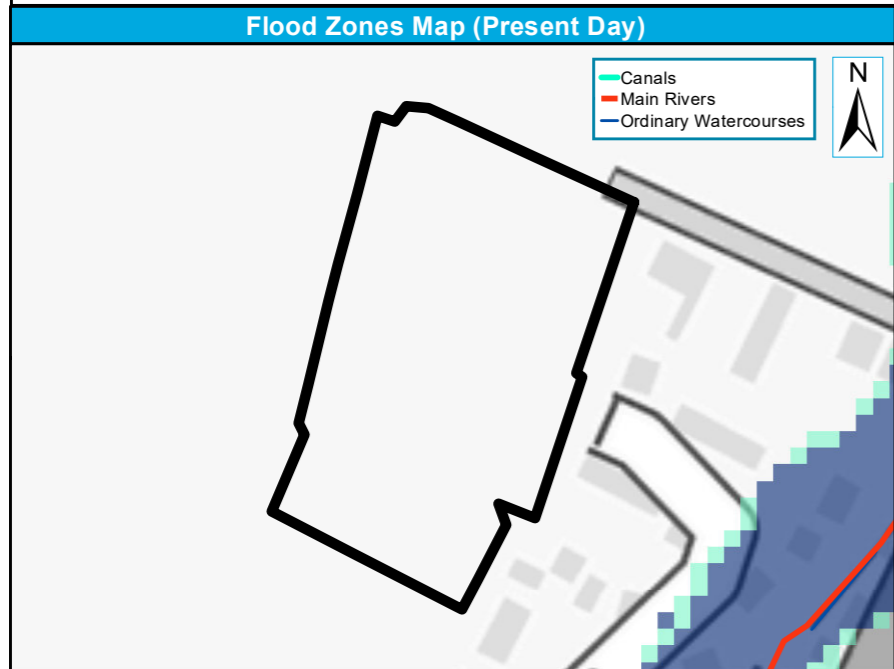 Flood Zones Map (Present Day)
Canals
Main Rivers
Ordinary Watercourses
N